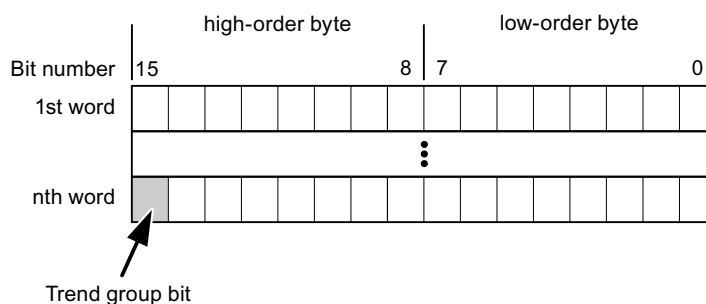 high-order byte low-order byte
Bit number 15 8 7 0
1st word
nth word
Trend group bit